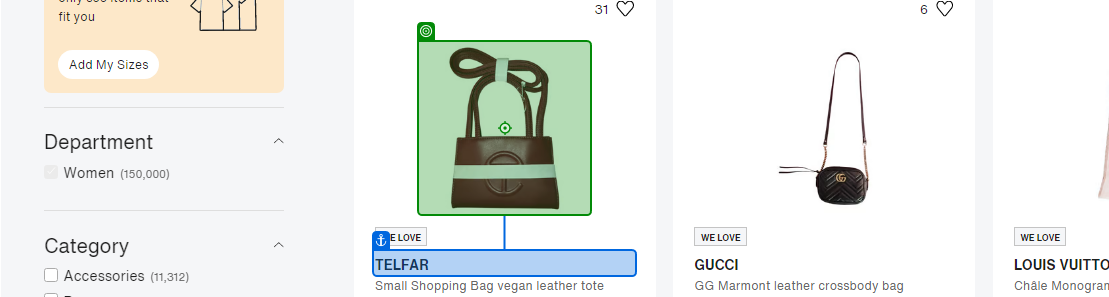 only see items that
fit you
Add My Sizes
Department
Women (150,000)
Category
Accessories (11,312)
31
E LOVE
TELFAR
Small Shopping Bag vegan leather tote
6
WE LOVE
GUCCI
GG Marmont leather crossbody bag
WE LOVE
LOUIS VUITTO
Châle Monogran